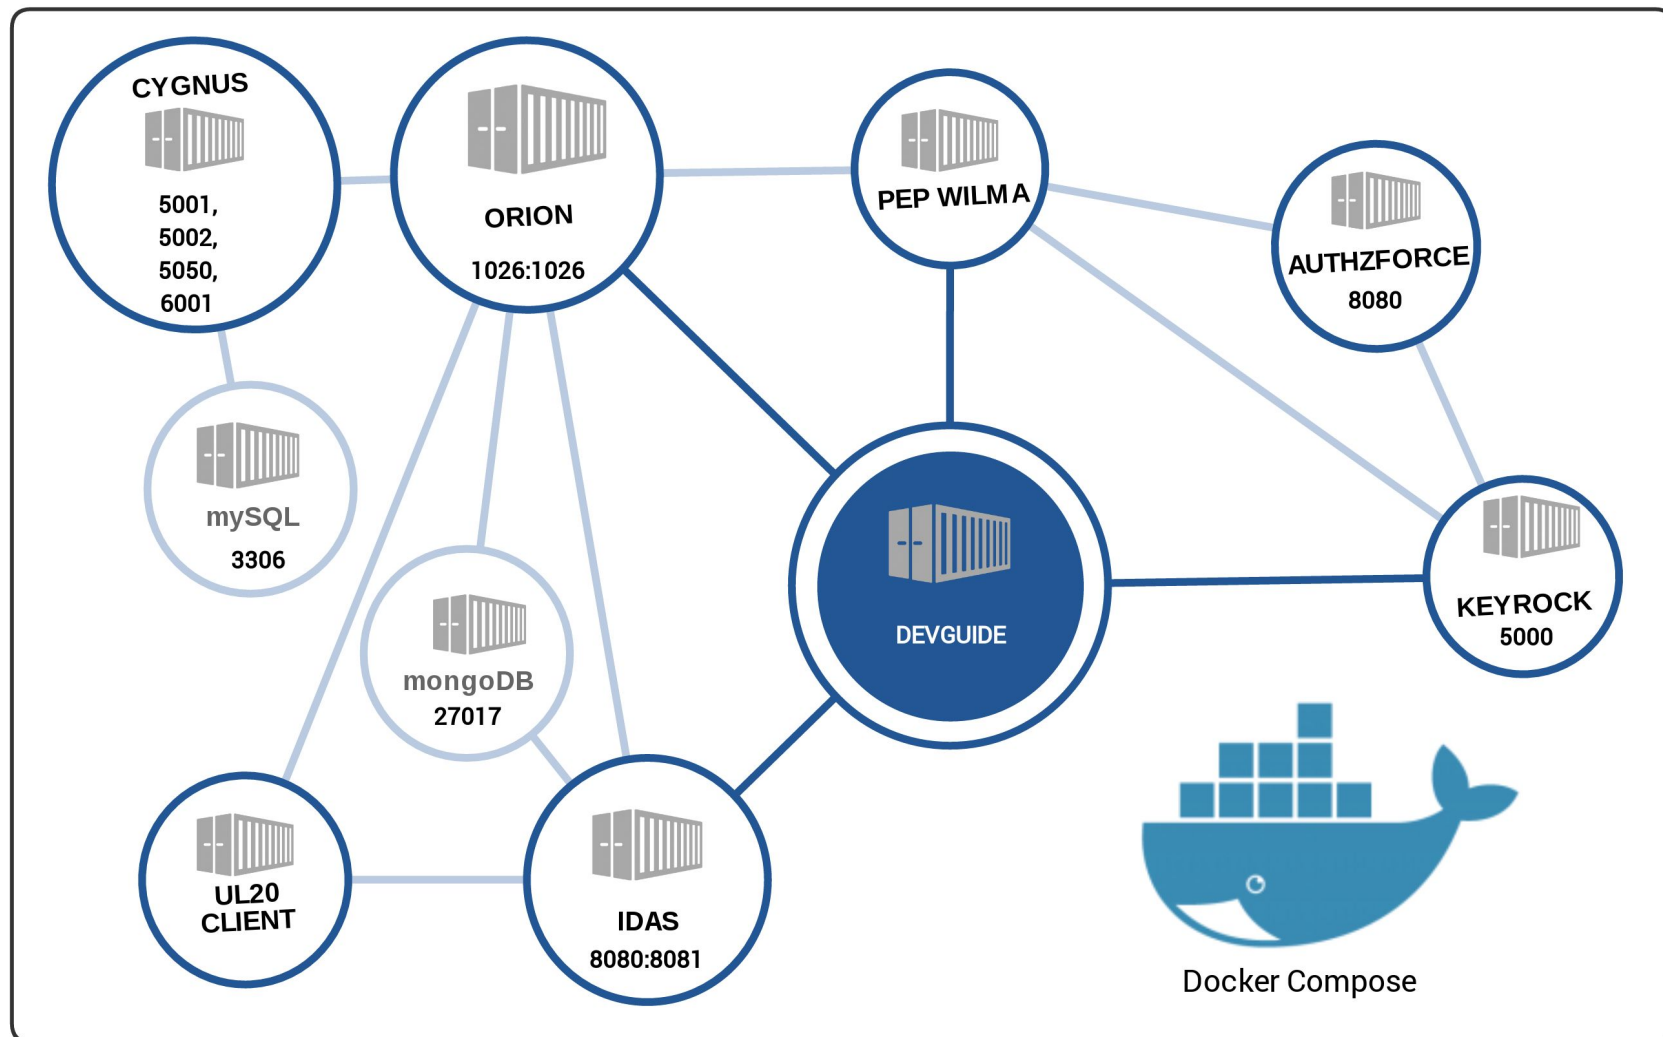 CYGNUS
5001,
5002,
5050,
6001
ORION
1026:1026
PEP WILMA
AUTHZFORCE
8080
mySQL
3306
mongoDB
27017
DEVGUIDE
KEYROCK
5000
UL20
CLIENT
IDAS
8080:8081
Docker Compose